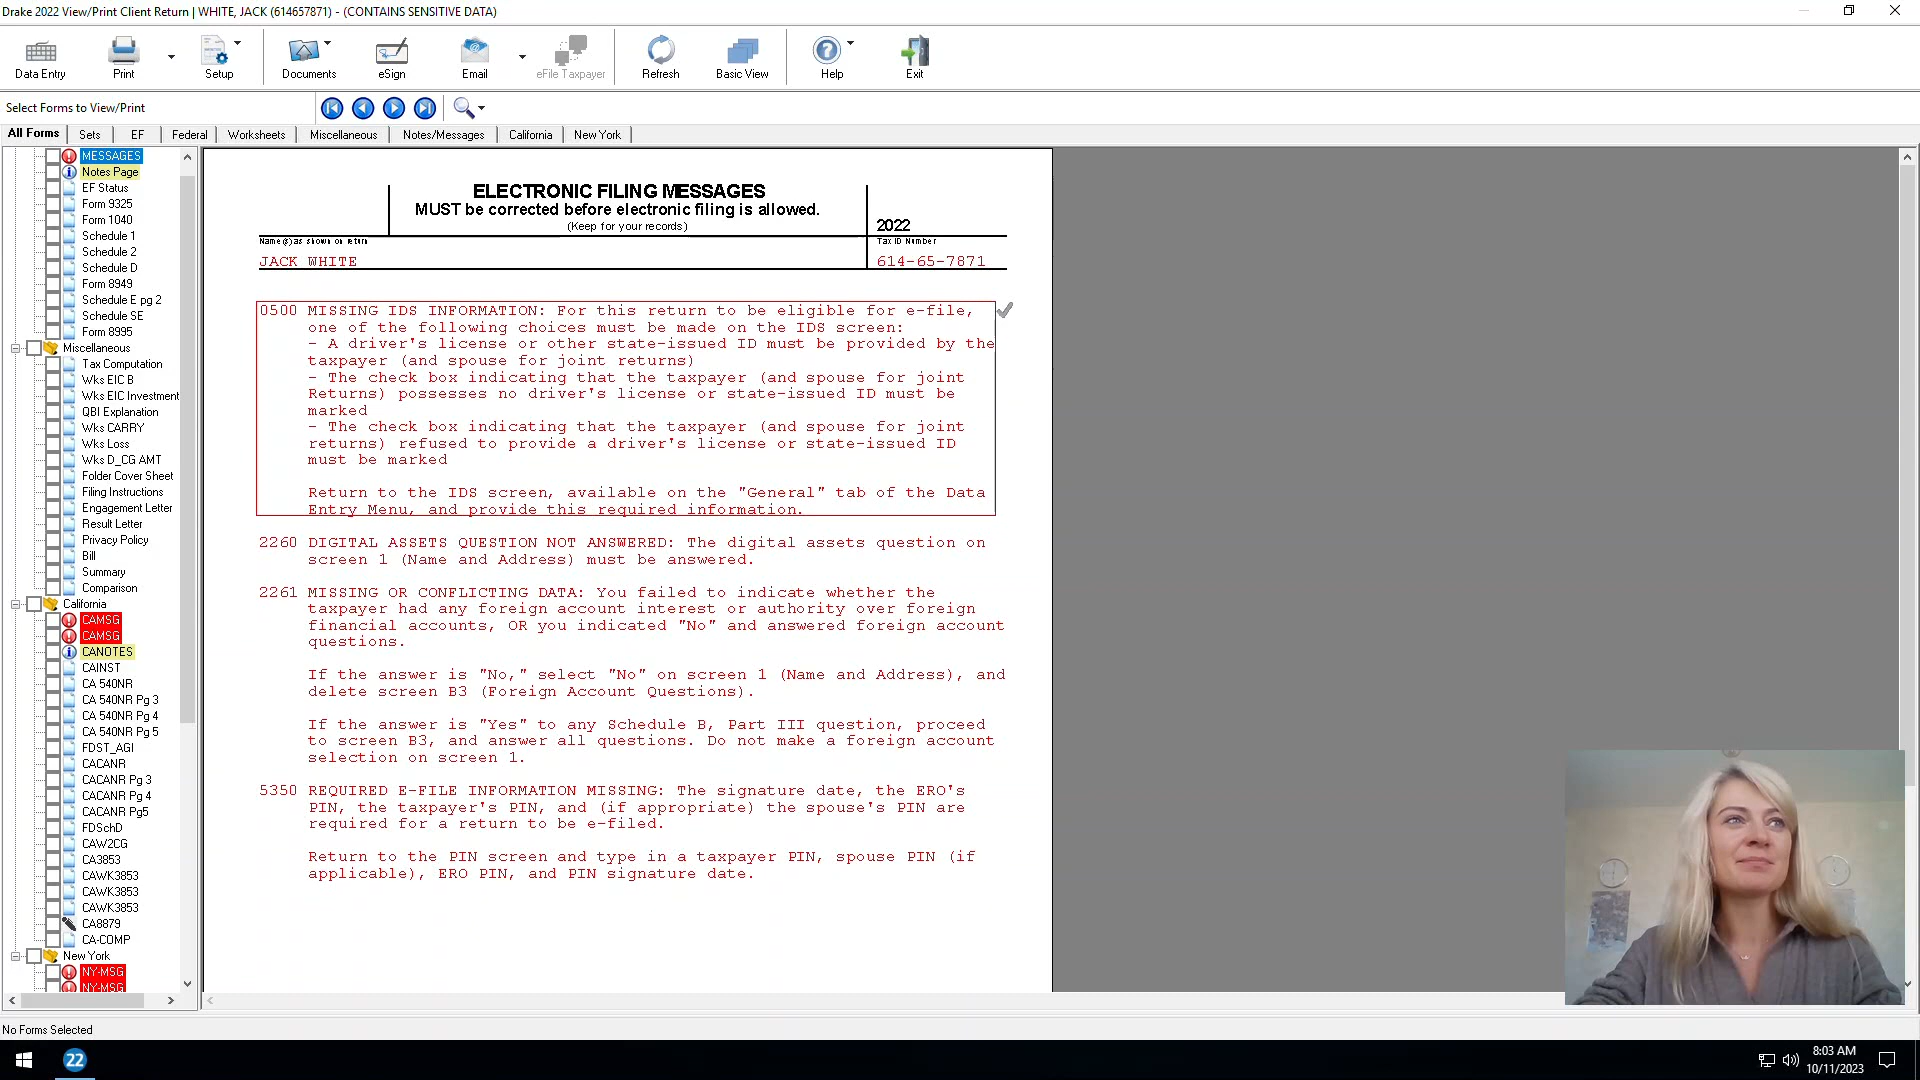 Drake 2022 View/Print Client Return | WHITE, JACK (614657871) - (CONTAINS SENSITIVE DATA)
Data Entry
Print
Setup
Documents
eSign
Email
eFile Taxpayer
Refresh
Basic View
Help
Exit
Select Forms to View/Print
All Forms
Sets
EF
Federal
Worksheets
Miscellaneous
Notes/Messages
California
New York
MESSAGES
Notes Page
EF Status
Form 9325
Form 1040
Schedule 1
Schedule 2
Schedule D
Form 8949
Schedule E pg 2
Schedule SE
Form 8995
Miscellaneous
Tax Computation
Wks EIC B
Wks EIC Investment
QBI Explanation
Wks CARRY
Wks Loss
Wks D_CG AMT
Folder Cover Sheet
Filing Instructions
Engagement Letter
Result Letter
Privacy Policy
Bill
Summary
Comparison
California
CAMSG
CAMSG
CANOTES
CAINST
CA 540NR
CA 540NR Pg 3
CA 540NR Pg 4
CA 540NR Pg 5
FDST_AGI
CACANR
CACANR Pg 3
CACANR Pg 4
CACANR Pg5
FDSchD
CAW2CG
CA3853
CAWK3853
CAWK3853
CAWK3853
CA8879
CA-COMP
New York
NY-MSG
NY-MSG
ELECTRONIC FILING MESSAGES
MUST be corrected before electronic filing is allowed.
(Keep for your records)
2022
Name(s) as shown on return
Tax ID Number
JACK WHITE
614-65-7871
0500 MISSING IDS INFORMATION: For this return to be eligible for e-file,
one of the following choices must be made on the IDS screen:
- A driver's license or other state-issued ID must be provided by the
taxpayer (and spouse for joint returns)
- The check box indicating that the taxpayer (and spouse for joint
Returns) possesses no driver's license or state-issued ID must be
marked
- The check box indicating that the taxpayer (and spouse for joint
returns) refused to provide a driver's license or state-issued ID
must be marked
Return to the IDS screen, available on the "General" tab of the Data
Entry Menu, and provide this required information.
2260 DIGITAL ASSETS QUESTION NOT ANSWERED: The digital assets question on
screen 1 (Name and Address) must be answered.
2261 MISSING OR CONFLICTING DATA: You failed to indicate whether the
taxpayer had any foreign account interest or authority over foreign
financial accounts, OR you indicated "No" and answered foreign account
questions.
If the answer is "No," select "No" on screen 1 (Name and Address), and
delete screen B3 (Foreign Account Questions).
If the answer is "Yes" to any Schedule B, Part III question, proceed
to screen B3, and answer all questions. Do not make a foreign account
selection on screen 1.
5350 REQUIRED E-FILE INFORMATION MISSING: The signature date, the ERO's
PIN, the taxpayer's PIN, and (if appropriate) the spouse's PIN are
required for a return to be e-filed.
Return to the PIN screen and type in a taxpayer PIN, spouse PIN (if
applicable), ERO PIN, and PIN signature date.
No Forms Selected
22
8:03 AM
10/11/2023